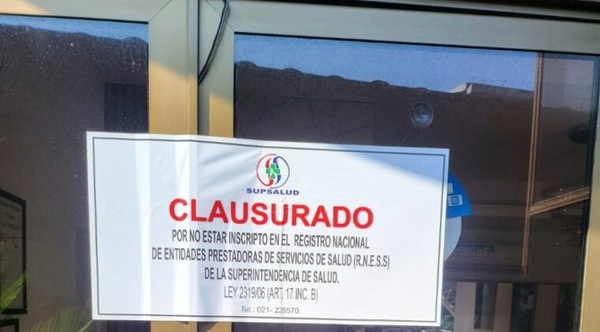 SUPSALUD
CLAUSURADO
POR NO ESTAR INSCRIPTO EN EL REGISTRO NACIONAL
DE ENTIDADES PRESTADORAS DE SERVICIOS DE SALUD (R.N.E.S.S)
DE LA SUPERINTENDENCIA DE SALUD.
LEY 2319/06 (ART, 17 INC. B)
Tel.: 021- 228570.